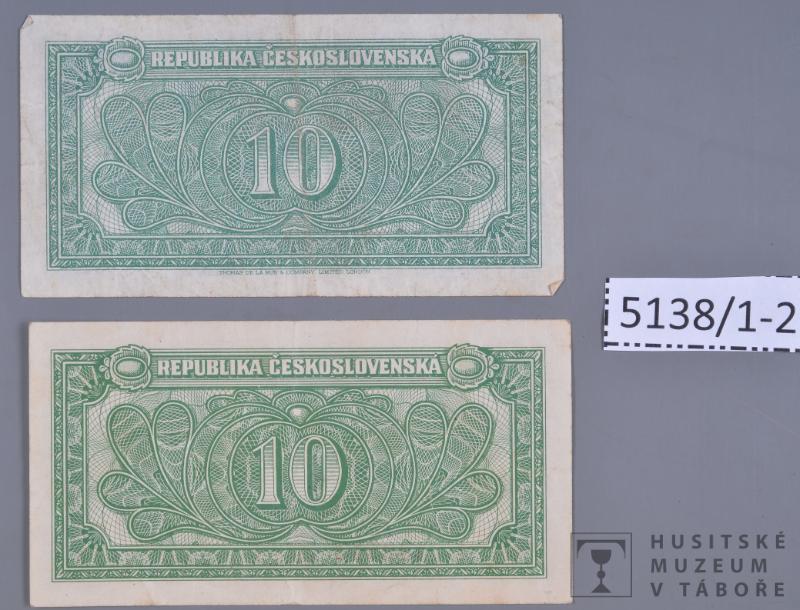 REPUBLIKA ČESKOSLOVENSKÁ
10
THOMAS DE LA RUE & COMPANY, LIMITED, LONDON
5138/1-2
REPUBLIKA ČESKOSLOVENSKÁ
10
HUSITSKÉ
MUZEUM
V TÁBOŘE